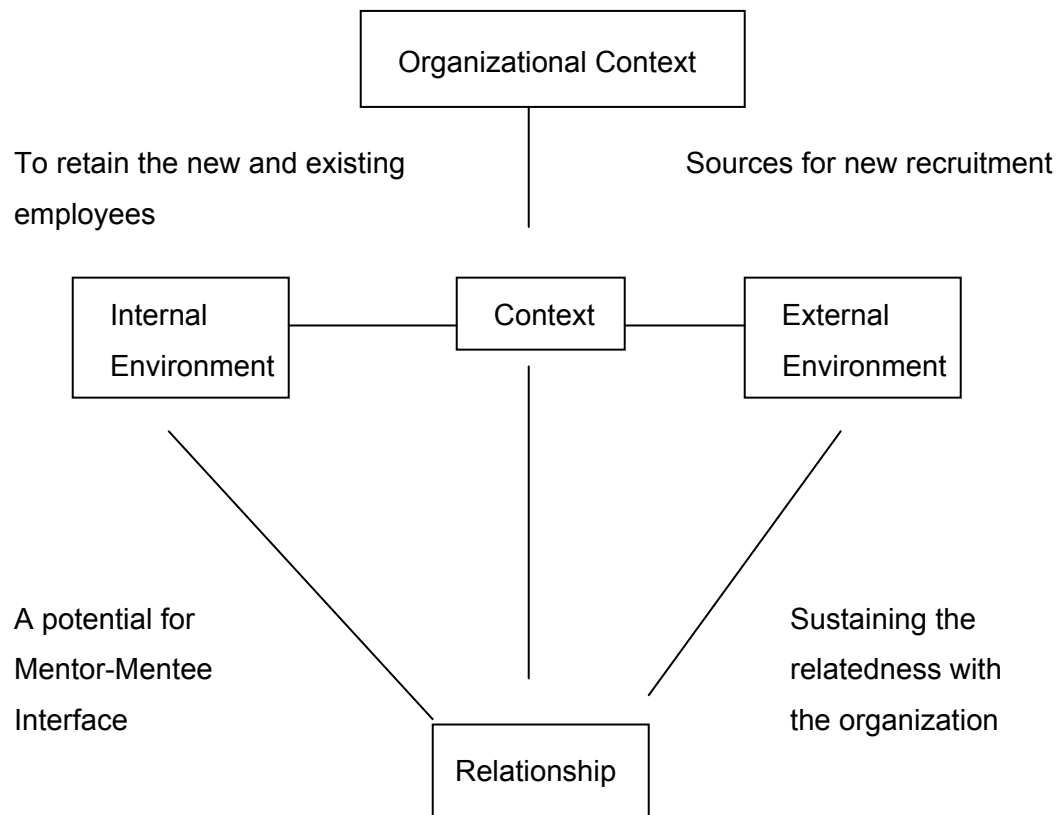 Organizational Context
To retain the new and existing
employees
Sources for new recruitment
Internal
Environment
Context
External
Environment
A potential for
Mentor-Mentee
Interface
Sustaining the
relatedness with
the organization
Relationship